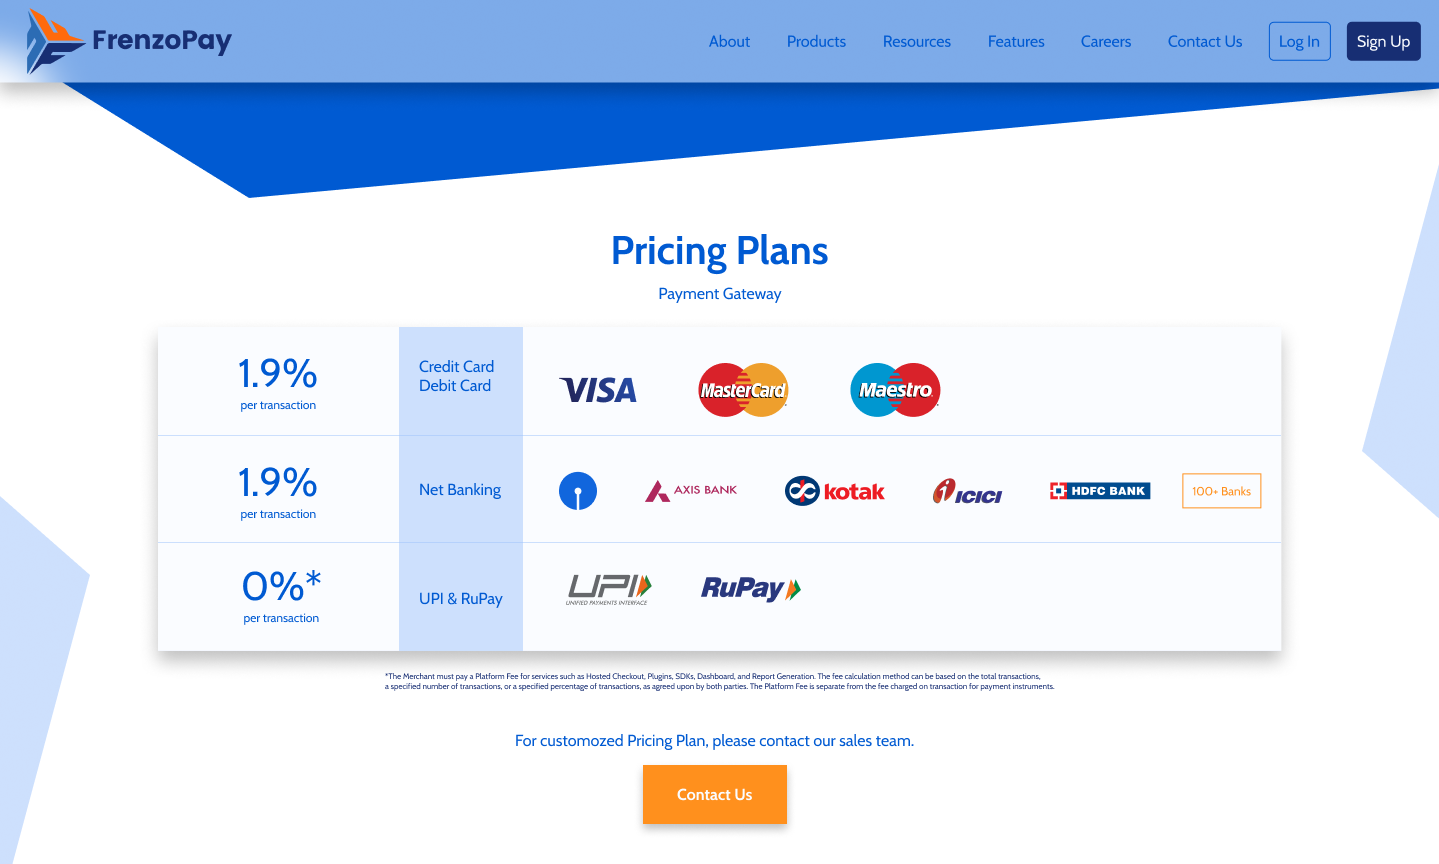 FrenzoPay
About Products Resources Features Careers Contact Us Log In Sign Up
Pricing Plans
Payment Gateway
1.9%
per transaction
Credit Card
Debit Card
VISA MasterCard Maestro
1.9%
per transaction
Net Banking
AXIS BANK kotak ICICI HDFC BANK 100+ Banks
0%*
per transaction
UPI & RuPay
UPI RuPay
UNIFIED PAYMENTS INTERFACE
*The Merchant must pay a Platform Fee for services such as Hosted Checkout, Plugins, SDKs, Dashboard, and Report Generation. The fee calculation method can be based on the total transactions,
a specified number of transactions, or a specified percentage of transactions, as agreed upon by both parties. The Platform Fee is separate from the fee charged on transaction for payment instruments.
For customozed Pricing Plan, please contact our sales team.
Contact Us